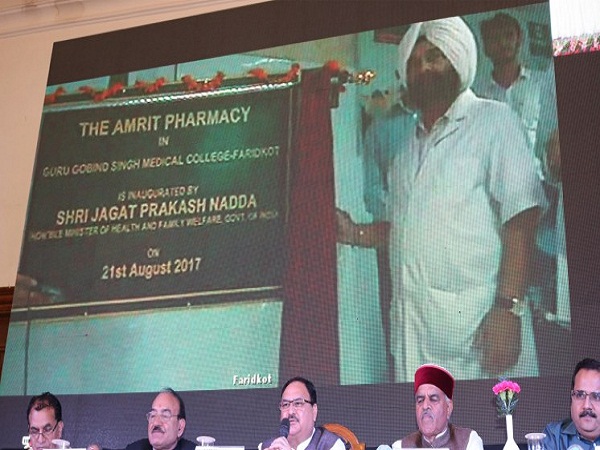 THE AMRIT PHARMACY
IN
GURU GOBIND SINGH MEDICAL COLLEGE-FARIDKOT
IS INAUGURATED BY
SHRI JAGAT PRAKASH NADDA
HON'BLE MINISTER OF HEALTH AND FAMILY WELFARE, GOVT. OF INDIA
ON
21st August 2017
Faridkot